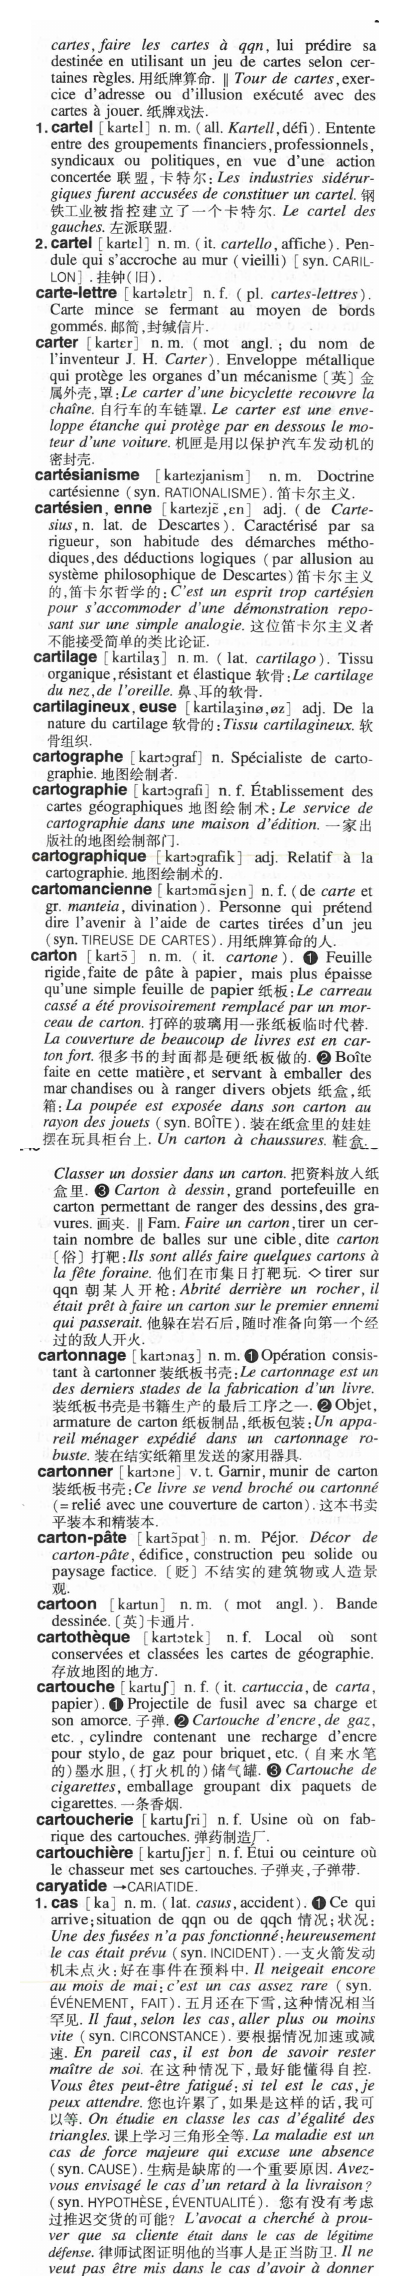 cartes, faire les cartes à qqn, lui prédire sa
destinée en utilisant un jeu de cartes selon cer-
taines règles. 用纸牌算命. ‖ Tour de cartes, exer-
cice d'adresse ou d'illusion exécuté avec des
cartes à jouer. 纸牌戏法.
1. cartel [kartɛl] n. m. (all. Kartell, défi). Entente
entre des groupements financiers, professionnels,
syndicaux ou politiques, en vue d'une action
concertée 联盟, 卡特尔: Les industries sidérur-
giques furent accusées de constituer un cartel. 钢
铁工业被指控建立了一个卡特尔. Le cartel des
gauches. 左派联盟.
2. cartel [kartɛl] n. m. (it. cartello, affiche). Pen-
dule qui s'accroche au mur (vieilli) [syn. CARIL-
LON]. 挂钟(旧).
carte-lettre [kartəlɛtr] n. f. (pl. cartes-lettres).
Carte mince se fermant au moyen de bords
gommés. 邮简, 封缄信片.
carter [kartɛr] n. m. (mot angl.; du nom de
l'inventeur J. H. Carter). Enveloppe métallique
qui protège les organes d'un mécanisme [英] 金
属外壳, 罩: Le carter d'une bicyclette recouvre la
chaîne. 自行车的车链罩. Le carter est une enve-
loppe étanche qui protège par en dessous le mo-
teur d'une voiture. 机匣是用以保护汽车发动机的
密封壳.
cartésianisme [kartezjanism] n. m. Doctrine
cartésienne (syn. RATIONALISME). 笛卡尔主义.
cartésien, enne [kartezjɛ̃, ɛn] adj. (de Carte-
sius, n. lat. de Descartes). Caractérisé par sa
rigueur, son habitude des démarches métho-
diques, des déductions logiques (par allusion au
système philosophique de Descartes) 笛卡尔主义
的, 笛卡尔哲学的: C'est un esprit trop cartésien
pour s'accommoder d'une démonstration repo-
sant sur une simple analogie. 这位笛卡尔主义者
不能接受简单的类比论证.
cartilage [kartilaʒ] n. m. (lat. cartilago). Tissu
organique, résistant et élastique 软骨: Le cartilage
du nez, de l'oreille. 鼻、耳的软骨.
cartilagineux, euse [kartilaʒinø, øz] adj. De la
nature du cartilage 软骨的: Tissu cartilagineux. 软
骨组织.
cartographe [kartɔgraf] n. Spécialiste de carto-
graphie. 地图绘制者.
cartographie [kartɔgrafi] n. f. Établissement des
cartes géographiques 地图绘制术: Le service de
cartographie dans une maison d'édition. 一家出
版社的地图绘制部门.
cartographique [kartɔgrafik] adj. Relatif à la
cartographie. 地图绘制术的.
cartomancienne [kartɔmɑ̃sjɛn] n. f. (de carte et
gr. manteia, divination). Personne qui prétend
dire l'avenir à l'aide de cartes tirées d'un jeu
(syn. TIREUSE DE CARTES). 用纸牌算命的人.
carton [kartɔ̃] n. m. (it. cartone). ❶ Feuille
rigide, faite de pâte à papier, mais plus épaisse
qu'une simple feuille de papier 纸板: Le carreau
cassé a été provisoirement remplacé par un mor-
ceau de carton. 打碎的玻璃用一张纸板临时代替.
La couverture de beaucoup de livres est en car-
ton fort. 很多书的封面都是硬纸板做的. ❷ Boîte
faite en cette matière, et servant à emballer des
marchandises ou à ranger divers objets 纸盒, 纸
箱: La poupée est exposée dans son carton au
rayon des jouets (syn. BOÎTE). 装在纸盒里的娃娃
摆在玩具柜台上. Un carton à chaussures. 鞋盒.
Classer un dossier dans un carton. 把资料放入纸
盒里. ❸ Carton à dessin, grand portefeuille en
carton permettant de ranger des dessins, des gra-
vures. 画夹. ‖ Fam. Faire un carton, tirer un cer-
tain nombre de balles sur une cible, dite carton
〔俗〕打靶: Ils sont allés faire quelques cartons à
la fête foraine. 他们在市集日打靶玩. ◇ tirer sur
qqn 朝某人开枪: Abrité derrière un rocher, il
était prêt à faire un carton sur le premier ennemi
qui passerait. 他躲在岩石后, 随时准备向第一个经
过的敌人开火.
cartonnage [kartɔnaʒ] n. m. ❶ Opération consis-
tant à cartonner 装纸板书壳: Le cartonnage est un
des derniers stades de la fabrication d'un livre.
装纸板书壳是书籍生产的最后工序之一. ❷ Objet,
armature de carton 纸板制品, 纸板包装: Un appa-
reil ménager expédié dans un cartonnage ro-
buste. 装在结实纸箱里发送的家用器具.
cartonner [kartɔne] v. t. Garnir, munir de carton
装纸板书壳: Ce livre se vend broché ou cartonné
(= relié avec une couverture de carton). 这本书卖
平装本和精装本.
carton-pâte [kartɔ̃pɑt] n. m. Péjor. Décor de
carton-pâte, édifice, construction peu solide ou
paysage factice. 〔贬〕不结实的建筑物或人造景
观.
cartoon [kartun] n. m. (mot angl.). Bande
dessinée. [英] 卡通片.
cartothèque [kartɔtɛk] n. f. Local où sont
conservées et classées les cartes de géographie.
存放地图的地方.
cartouche [kartuʃ] n. f. (it. cartuccia, de carta,
papier). ❶ Projectile de fusil avec sa charge et
son amorce. 子弹. ❷ Cartouche d'encre, de gaz,
etc., cylindre contenant une recharge d'encre
pour stylo, de gaz pour briquet, etc. (自来水笔
的)墨水胆, (打火机的)储气罐. ❸ Cartouche de
cigarettes, emballage groupant dix paquets de
cigarettes. 一条香烟.
cartoucherie [kartuʃri] n. f. Usine où on fab-
rique des cartouches. 弹药制造厂.
cartouchière [kartuʃjɛr] n. f. Étui ou ceinture où
le chasseur met ses cartouches. 子弹夹, 子弹带.
caryatide →CARIATIDE.
1. cas [kɑ] n. m. (lat. casus, accident). ❶ Ce qui
arrive; situation de qqn ou de qqch 情况; 状况:
Une des fusées n'a pas fonctionné: heureusement
le cas était prévu (syn. INCIDENT). 一支火箭发动
机未点火: 好在事件在预料中. Il neigeait encore
au mois de mai: c'est un cas assez rare (syn.
ÉVÉNEMENT, FAIT). 五月还在下雪, 这种情况相当
罕见. Il faut, selon les cas, aller plus ou moins
vite (syn. CIRCONSTANCE). 要根据情况加速或减
速. En pareil cas, il est bon de savoir rester
maître de soi. 在这种情况下, 最好能懂得自控.
Vous êtes peut-être fatigué: si tel est le cas, je
peux attendre. 您也许累了, 如果是这样的话, 我可
以等. On étudie en classe les cas d'égalité des
triangles. 课上学习三角形全等. La maladie est un
cas de force majeure qui excuse une absence
(syn. CAUSE). 生病是缺席的一个重要原因. Avez-
vous envisagé le cas d'un retard à la livraison?
(syn. HYPOTHÈSE, ÉVENTUALITÉ). 您有没有考虑
过推迟交货的可能? L'avocat a cherché à prou-
ver que sa cliente était dans le cas de légitime
défense. 律师试图证明他的当事人是正当防卫. Il ne
veut pas être mis dans le cas d'avoir à donner